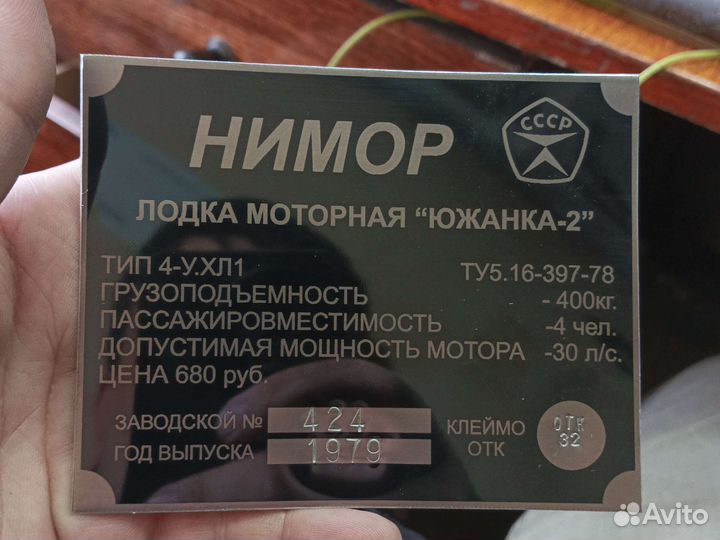 НИМОР
СССР
ЛОДКА МОТОРНАЯ “ЮЖАНКА-2”
ТИП 4-У.ХЛ1 ТУ5.16-397-78
ГРУЗОПОДЪЕМНОСТЬ - 400кг.
ПАССАЖИРОВМЕСТИМОСТЬ -4 чел.
ДОПУСТИМАЯ МОЩНОСТЬ МОТОРА -30 л/с.
ЦЕНА 680 руб.
ЗАВОДСКОЙ № 424
ГОД ВЫПУСКА 1979
КЛЕЙМО
ОТК
ОТК
32
Avito